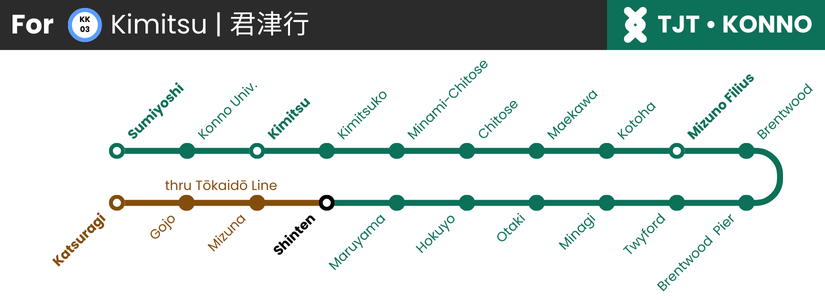 For KK 03 Kimitsu | 君津行
TJT • KONNO
Sumiyoshi
Konno Univ.
Kimitsu
Kimitsuko
Minami-Chitose
Chitose
Maekawa
Kotoha
Mizuno Filius
Brentwood
thru Tōkaidō Line
Katsuragi
Gojo
Mizuna
Shinten
Maruyama
Hokuyo
Otaki
Minagi
Twyford
Brentwood Pier